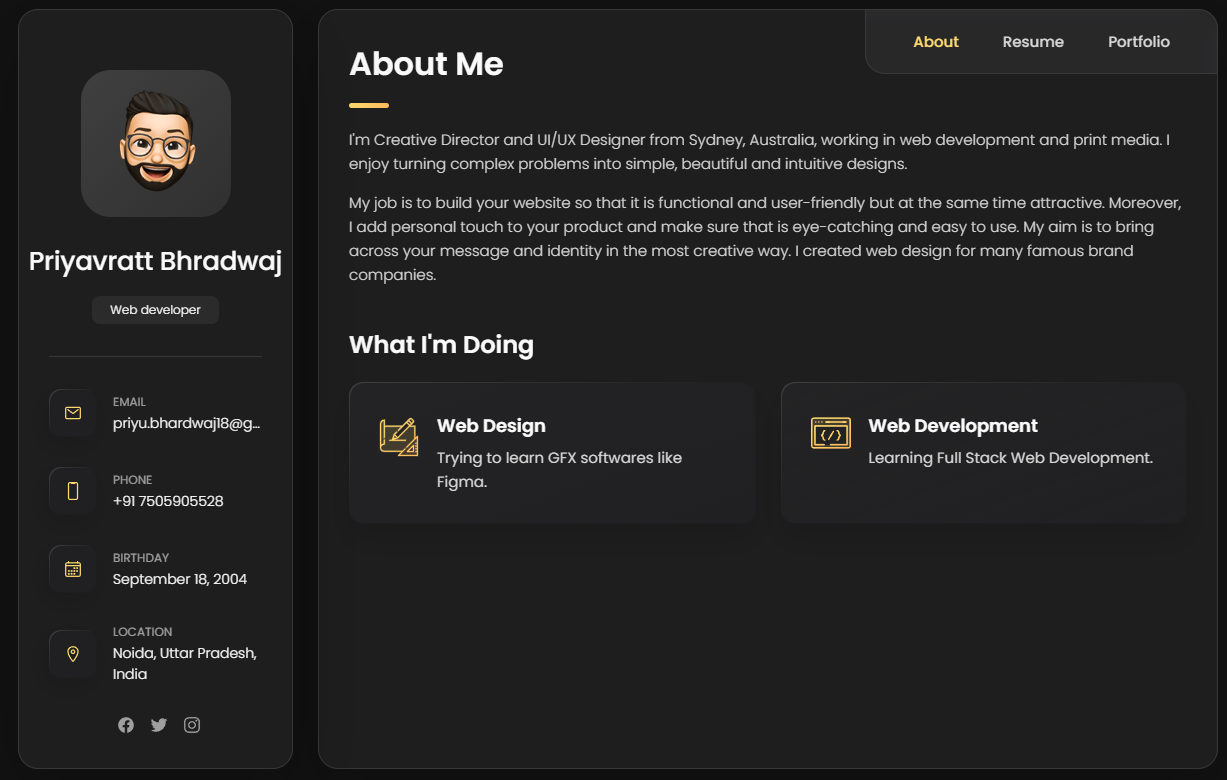 Priyavratt Bhradwaj
Web developer
EMAIL
priyu.bhardwaj18@g...
PHONE
+91 7505905528
BIRTHDAY
September 18, 2004
LOCATION
Noida, Uttar Pradesh,
India
About
Resume
Portfolio
About Me
I'm Creative Director and UI/UX Designer from Sydney, Australia, working in web development and print media. I
enjoy turning complex problems into simple, beautiful and intuitive designs.
My job is to build your website so that it is functional and user-friendly but at the same time attractive. Moreover,
I add personal touch to your product and make sure that is eye-catching and easy to use. My aim is to bring
across your message and identity in the most creative way. I created web design for many famous brand
companies.
What I'm Doing
Web Design
Trying to learn GFX softwares like
Figma.
Web Development
Learning Full Stack Web Development.